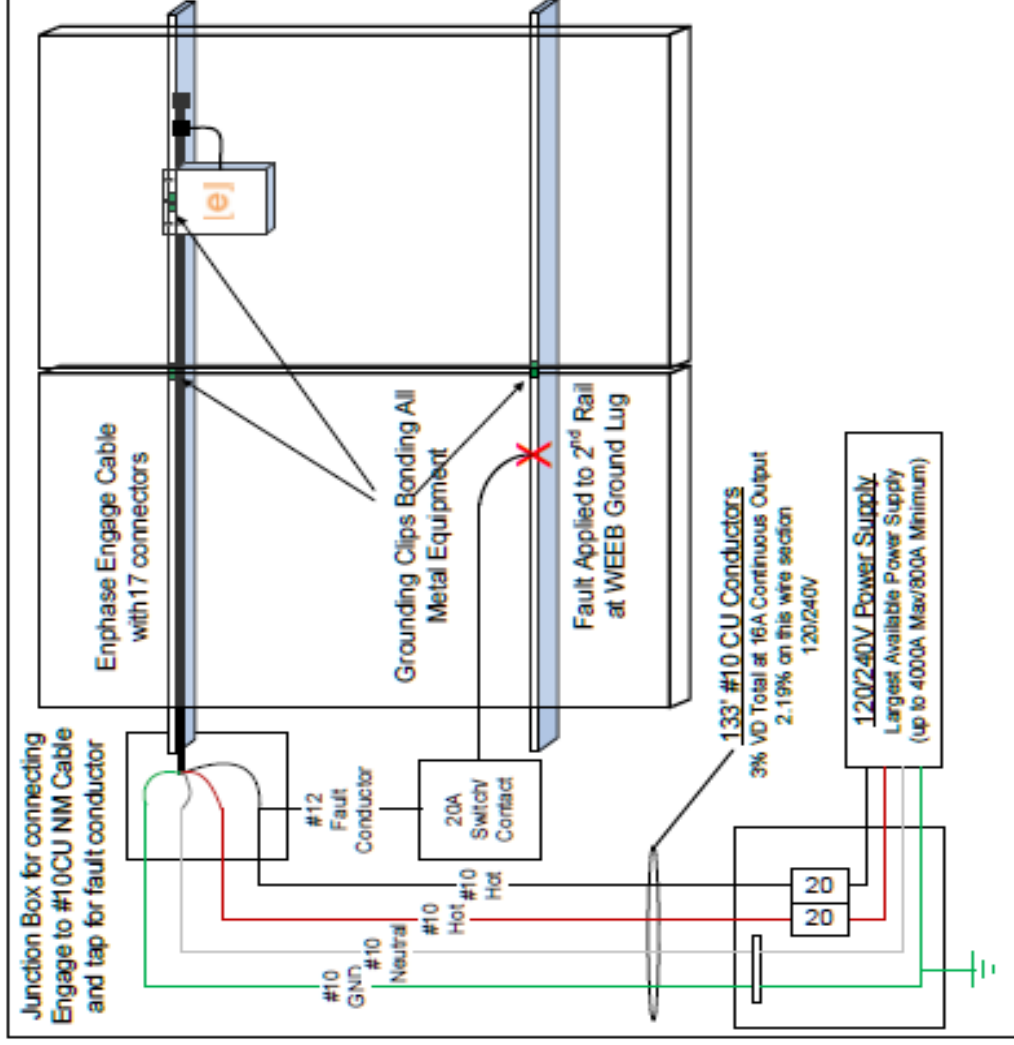 Junction Box for connecting
Engage to #10CU NM Cable
and tap for fault conductor
Enphase Engage Cable
with17 connectors
[e]
Grounding Clips Bonding All
Metal Equipment
Fault Applied to 2nd Rail
at WEEB Ground Lug
#12
Fault
Conductor
20A
Switch/
Contact
#10
Hot
#10
Hot
#10
Neutral
#10
GND
133' #10 CU Conductors
3% VD Total at 16A Continuous Output
2.19% on this wire section
120/240V
20
20
120/240V Power Supply
Largest Available Power Supply
(up to 4000A Max/800A Minimum)